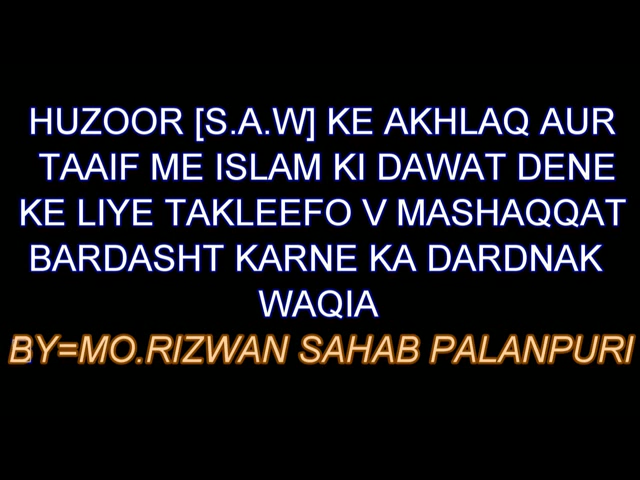 HUZOOR [S.A.W] KE AKHLAQ AUR
TAAIF ME ISLAM KI DAWAT DENE
KE LIYE TAKLEEFO V MASHAQQAT
BARDASHT KARNE KA DARDNAK
WAQIA
BY=MO.RIZWAN SAHAB PALANPURI